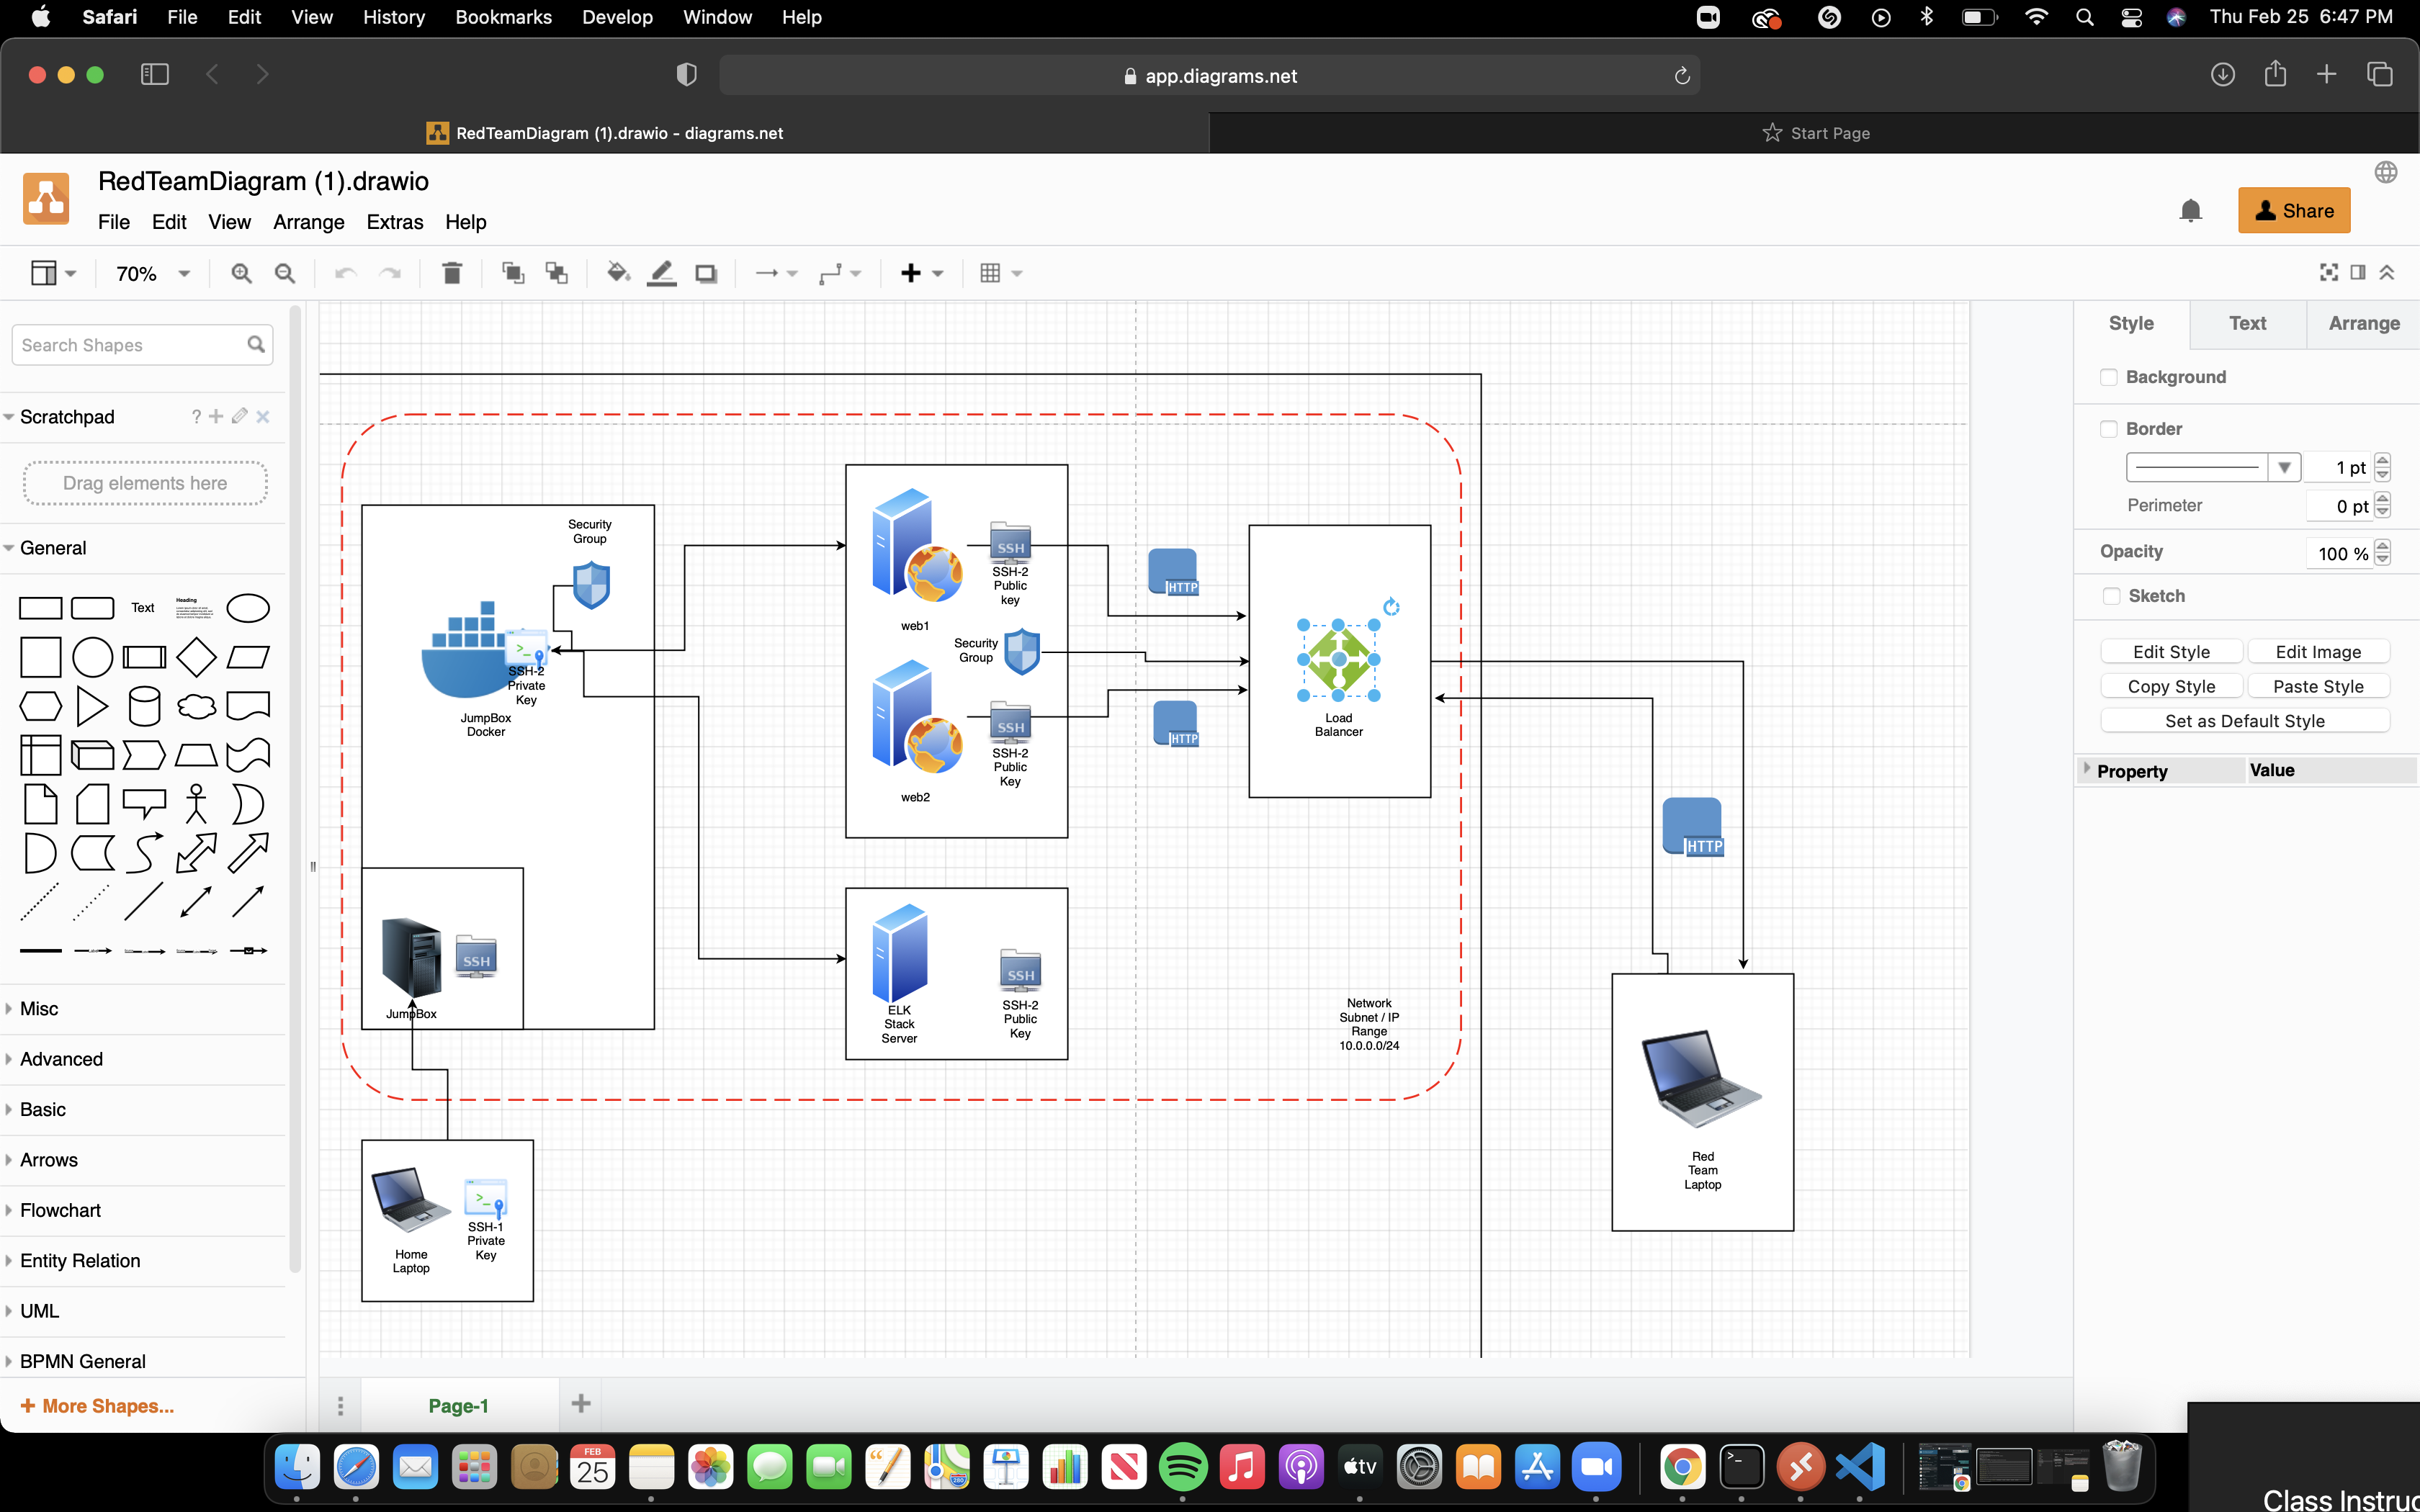 Safari File Edit View History Bookmarks Develop Window Help
Thu Feb 25 6:47 PM
app.diagrams.net
RedTeamDiagram (1).drawio - diagrams.net
Start Page
RedTeamDiagram (1).drawio
File Edit View Arrange Extras Help
Share
70%
Search Shapes
Scratchpad
?
Drag elements here
General
Text
Heading
Misc
Advanced
Basic
Arrows
Flowchart
Entity Relation
UML
BPMN General
+ More Shapes...
Security
Group
SSH-2
Private
Key
JumpBox
Docker
SSH
JumpBox
Home
Laptop
SSH-1
Private
Key
SSH
SSH-2
Public
key
web1
Security
Group
SSH
SSH-2
Public
Key
web2
ELK
Stack
Server
SSH
SSH-2
Public
Key
HTTP
HTTP
Load
Balancer
Network
Subnet / IP
Range
10.0.0.0/24
HTTP
Red
Team
Laptop
Style Text Arrange
Background
Border
1 pt
Perimeter
0 pt
Opacity
100 %
Sketch
Edit Style Edit Image
Copy Style Paste Style
Set as Default Style
Property Value
Page-1
FEB
25
tv
Class Instruc